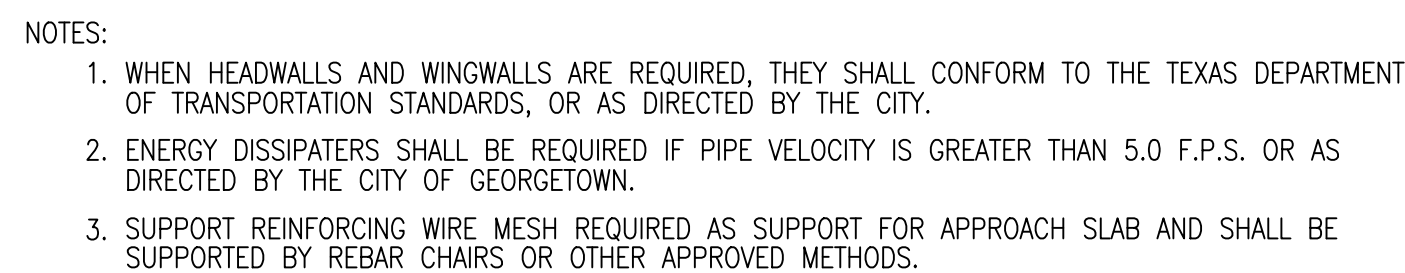 NOTES:
1. WHEN HEADWALLS AND WINGWALLS ARE REQUIRED, THEY SHALL CONFORM TO THE TEXAS DEPARTMENT
OF TRANSPORTATION STANDARDS, OR AS DIRECTED BY THE CITY.
2. ENERGY DISSIPATERS SHALL BE REQUIRED IF PIPE VELOCITY IS GREATER THAN 5.0 F.P.S. OR AS
DIRECTED BY THE CITY OF GEORGETOWN.
3. SUPPORT REINFORCING WIRE MESH REQUIRED AS SUPPORT FOR APPROACH SLAB AND SHALL BE
SUPPORTED BY REBAR CHAIRS OR OTHER APPROVED METHODS.